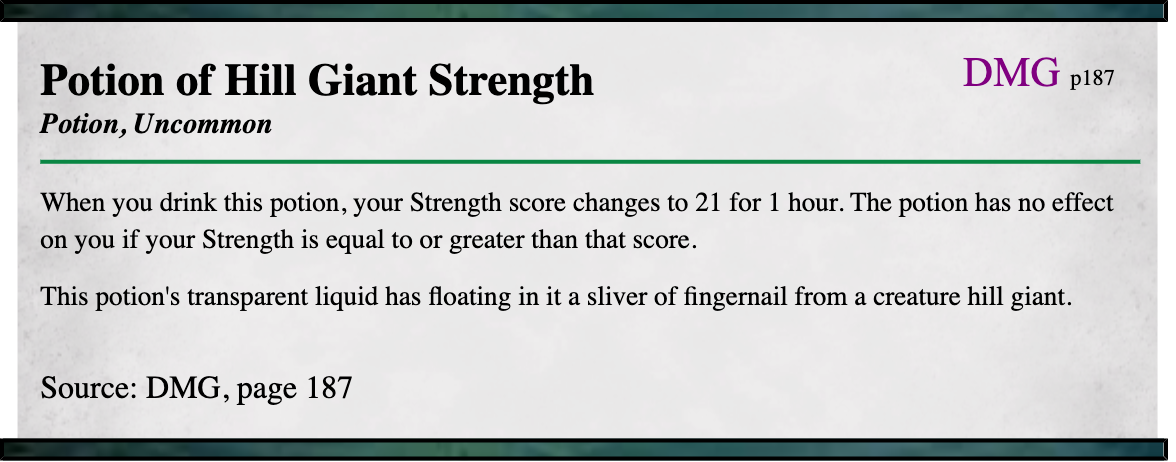 Potion of Hill Giant Strength
DMG p187
Potion, Uncommon
When you drink this potion, your Strength score changes to 21 for 1 hour. The potion has no effect
on you if your Strength is equal to or greater than that score.
This potion's transparent liquid has floating in it a sliver of fingernail from a creature hill giant.
Source: DMG, page 187